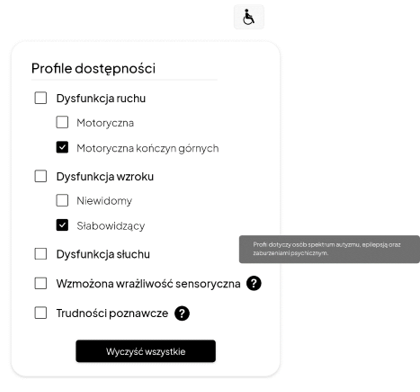 Profile dostępności
Dysfunkcja ruchu
Motoryczna
Motoryczna kończyn górnych
Dysfunkcja wzroku
Niewidomy
Słabowidzący
Profil dotyczy osób spektrum autyzmu, epilepsją oraz
zaburzeniami psychicznym.
Dysfunkcja słuchu
Wzmożona wrażliwość sensoryczna ?
Trudności poznawcze ?
Wyczyść wszystkie